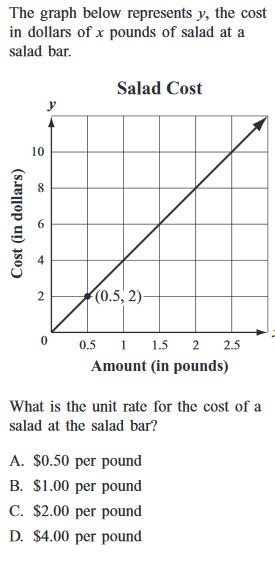 The graph below represents y, the cost
in dollars of x pounds of salad at a
salad bar.
Salad Cost
y
Cost (in dollars)
10
8
6
4
2
(0.5, 2)
0
0.5 1 1.5 2 2.5
Amount (in pounds)
What is the unit rate for the cost of a
salad at the salad bar?
A. $0.50 per pound
B. $1.00 per pound
C. $2.00 per pound
D. $4.00 per pound